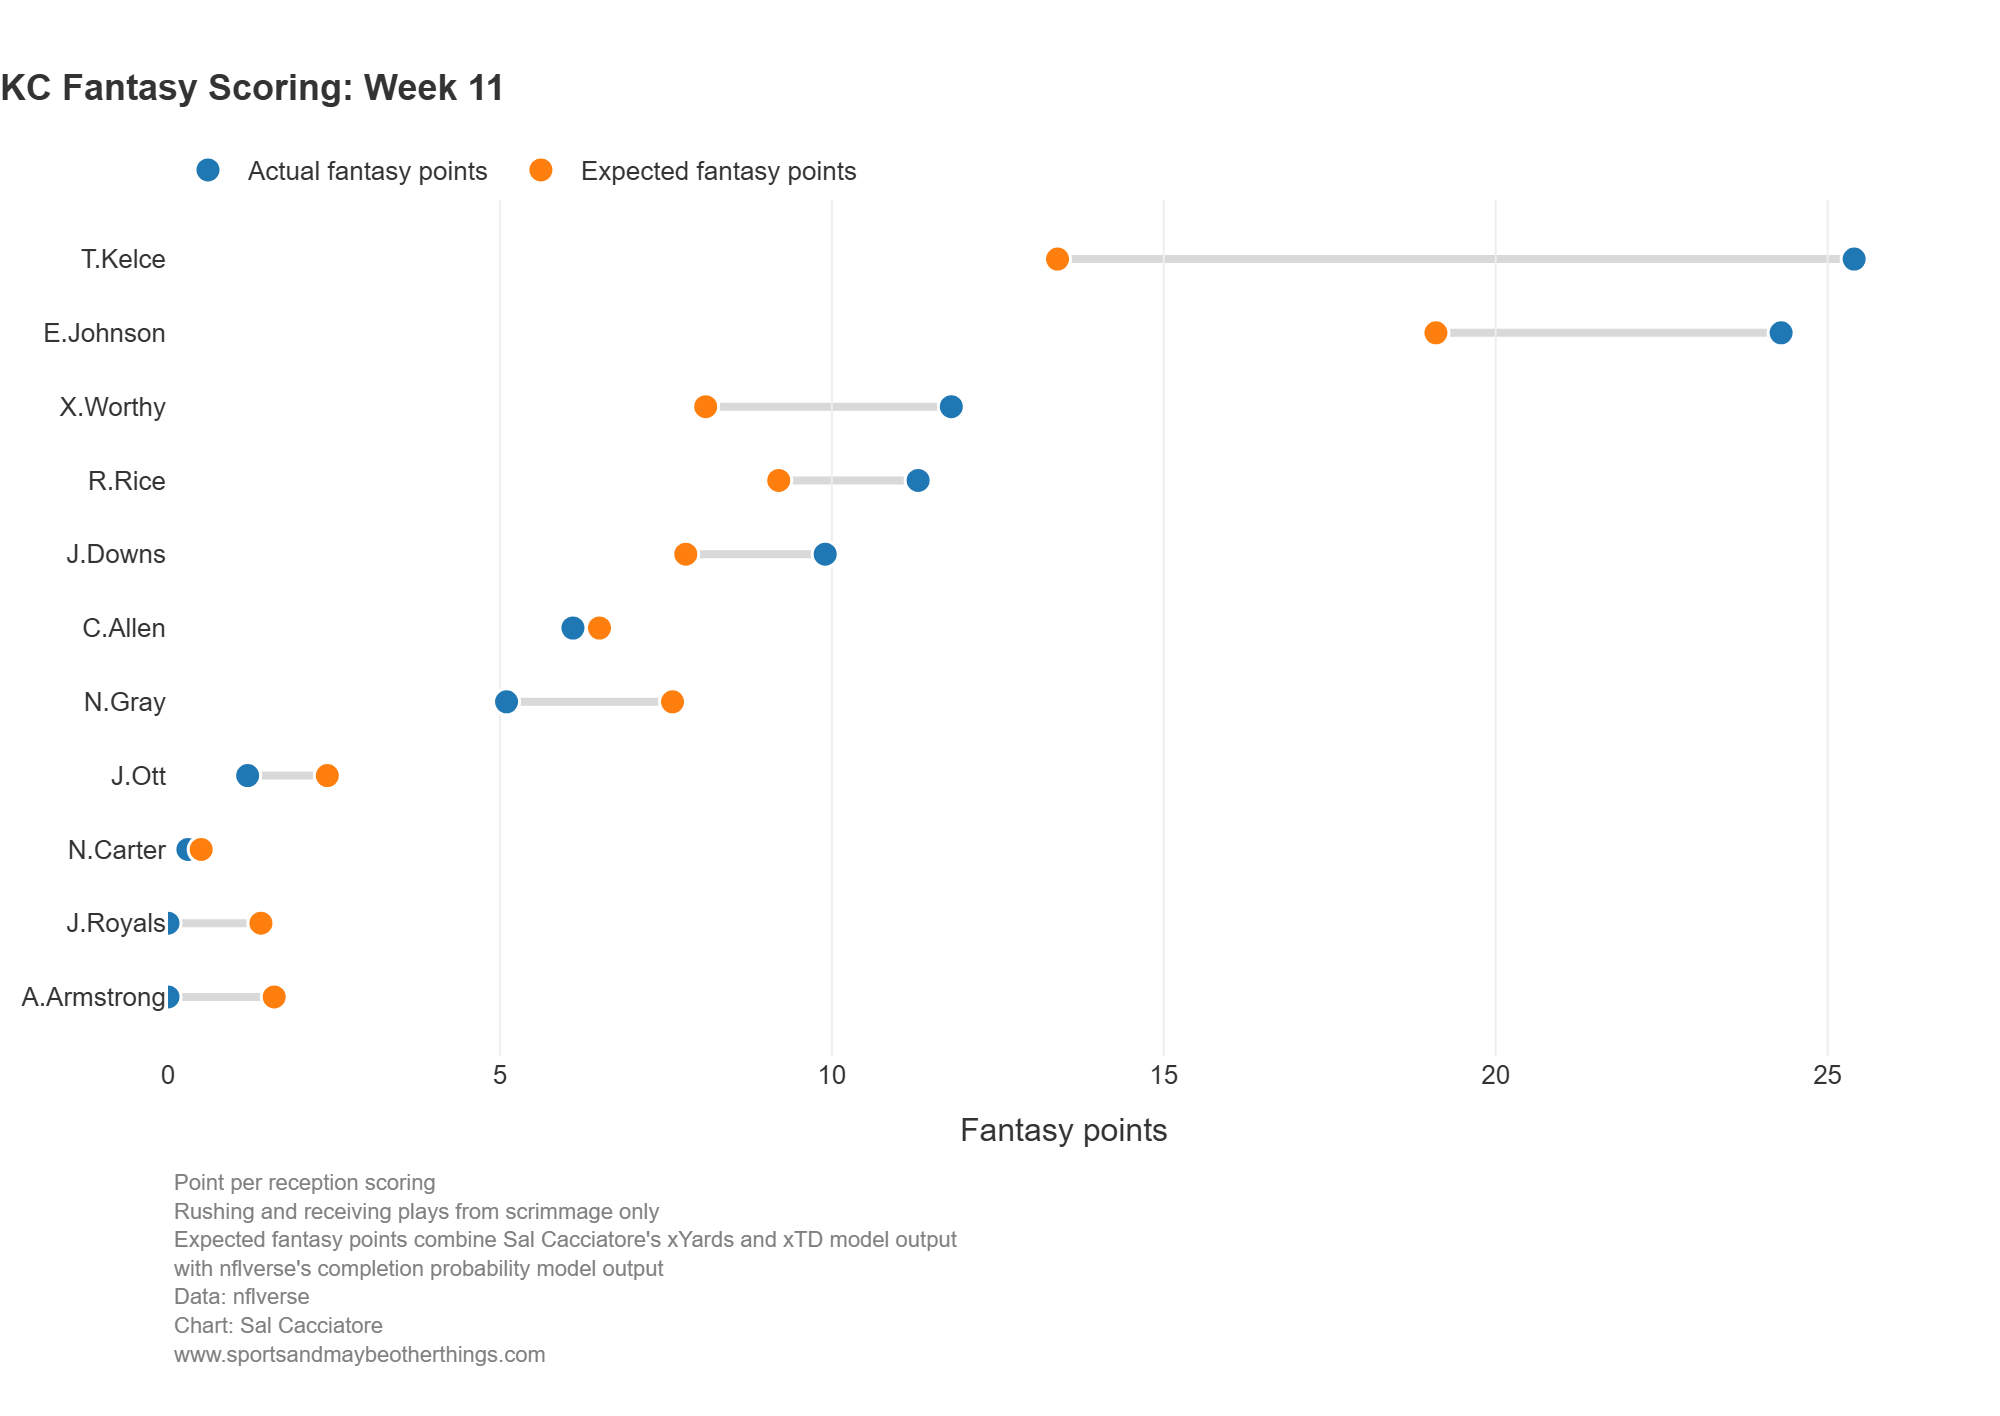 KC Fantasy Scoring: Week 11
Actual fantasy points Expected fantasy points
T.Kelce
E.Johnson
X.Worthy
R.Rice
J.Downs
C.Allen
N.Gray
J.Ott
N.Carter
J.Royals
A.Armstrong
0 5 10 15 20 25
Fantasy points
Point per reception scoring
Rushing and receiving plays from scrimmage only
Expected fantasy points combine Sal Cacciatore's xYards and xTD model output
with nflverse's completion probability model output
Data: nflverse
Chart: Sal Cacciatore
www.sportsandmaybeotherthings.com